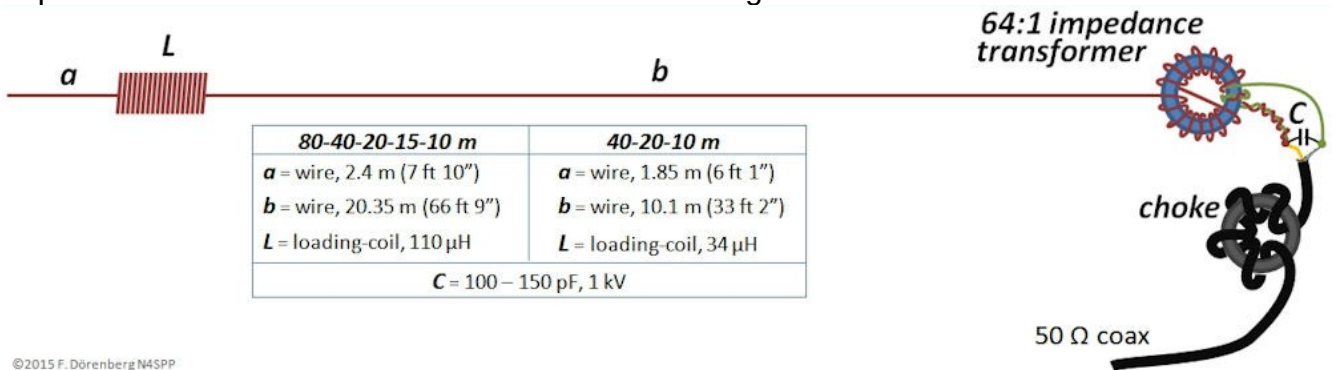 64:1 impedance
transformer
L
a
b
C
80-40-20-15-10 m
40-20-10 m
a = wire, 2.4 m (7 ft 10”)
a = wire, 1.85 m (6 ft 1”)
b = wire, 20.35 m (66 ft 9”)
b = wire, 10.1 m (33 ft 2”)
L = loading-coil, 110 µH
L = loading-coil, 34 µH
C = 100 – 150 pF, 1 kV
choke
50 Ω coax
©2015 F. Dörenberg N4SPP